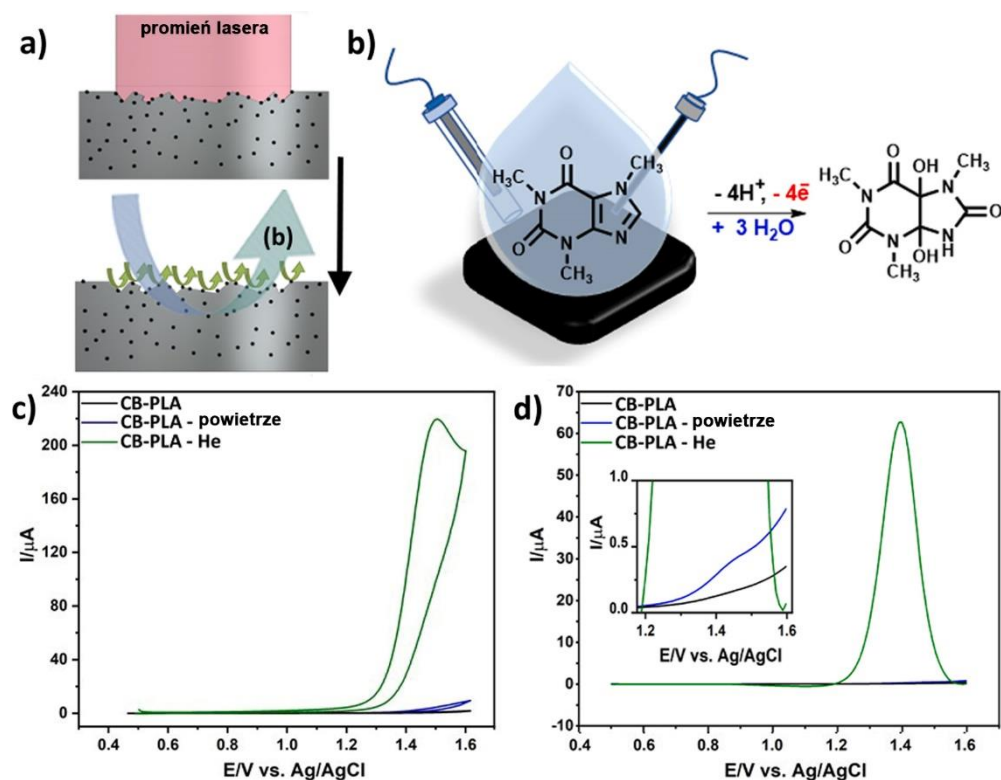 a)
promień lasera
(b)
b)
O
CH₃
H₃C
N
N
O
N
N
CH₃
- 4H⁺, - 4ē
+ 3 H₂O
O
OH
CH₃
H₃C
N
N
O
O
N
N
H
CH₃
OH
c)
CB-PLA
CB-PLA - powietrze
CB-PLA - He
I/µA
240
200
160
120
80
40
0
0.4 0.6 0.8 1.0 1.2 1.4 1.6
E/V vs. Ag/AgCl
d)
CB-PLA
CB-PLA - powietrze
CB-PLA - He
I/µA
70
60
50
40
30
20
10
0
-10
I/µA
1.0
0.5
0.0
1.2 1.4 1.6
E/V vs. Ag/AgCl
0.4 0.6 0.8 1.0 1.2 1.4 1.6
E/V vs. Ag/AgCl